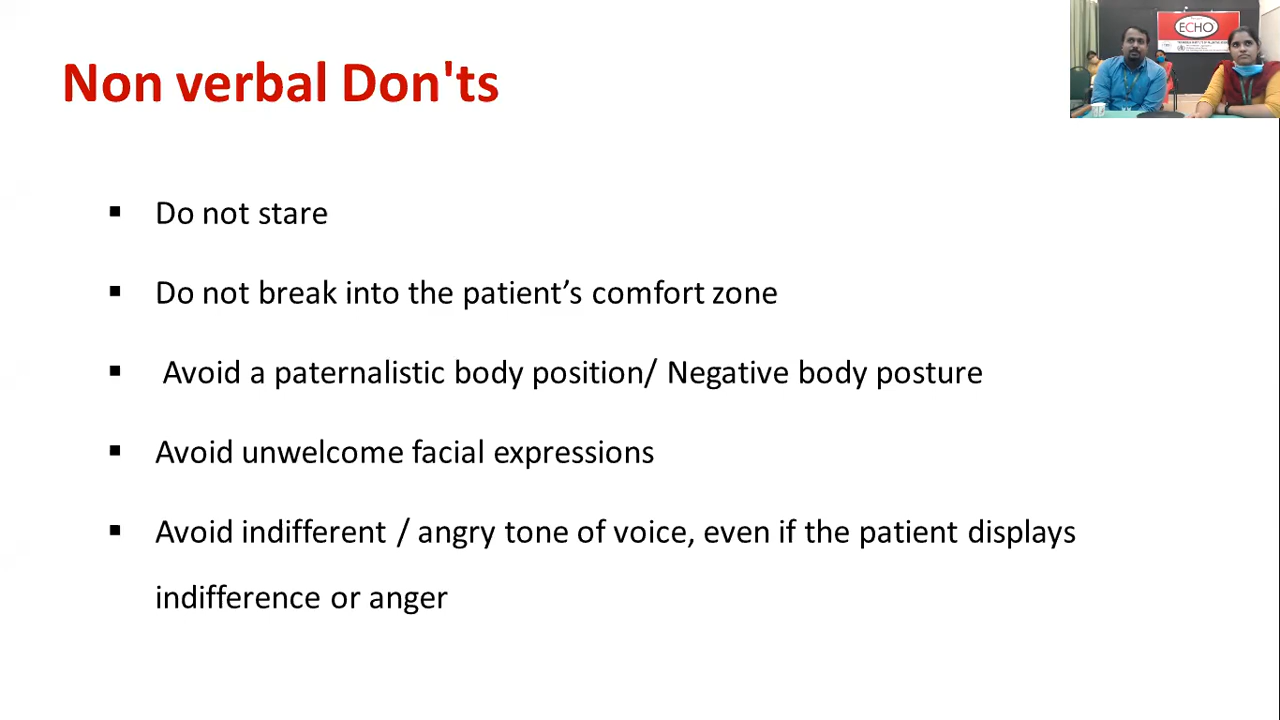 Non verbal Don'ts
ECHO
▪ Do not stare
▪ Do not break into the patient’s comfort zone
▪ Avoid a paternalistic body position/ Negative body posture
▪ Avoid unwelcome facial expressions
▪ Avoid indifferent / angry tone of voice, even if the patient displays
indifference or anger